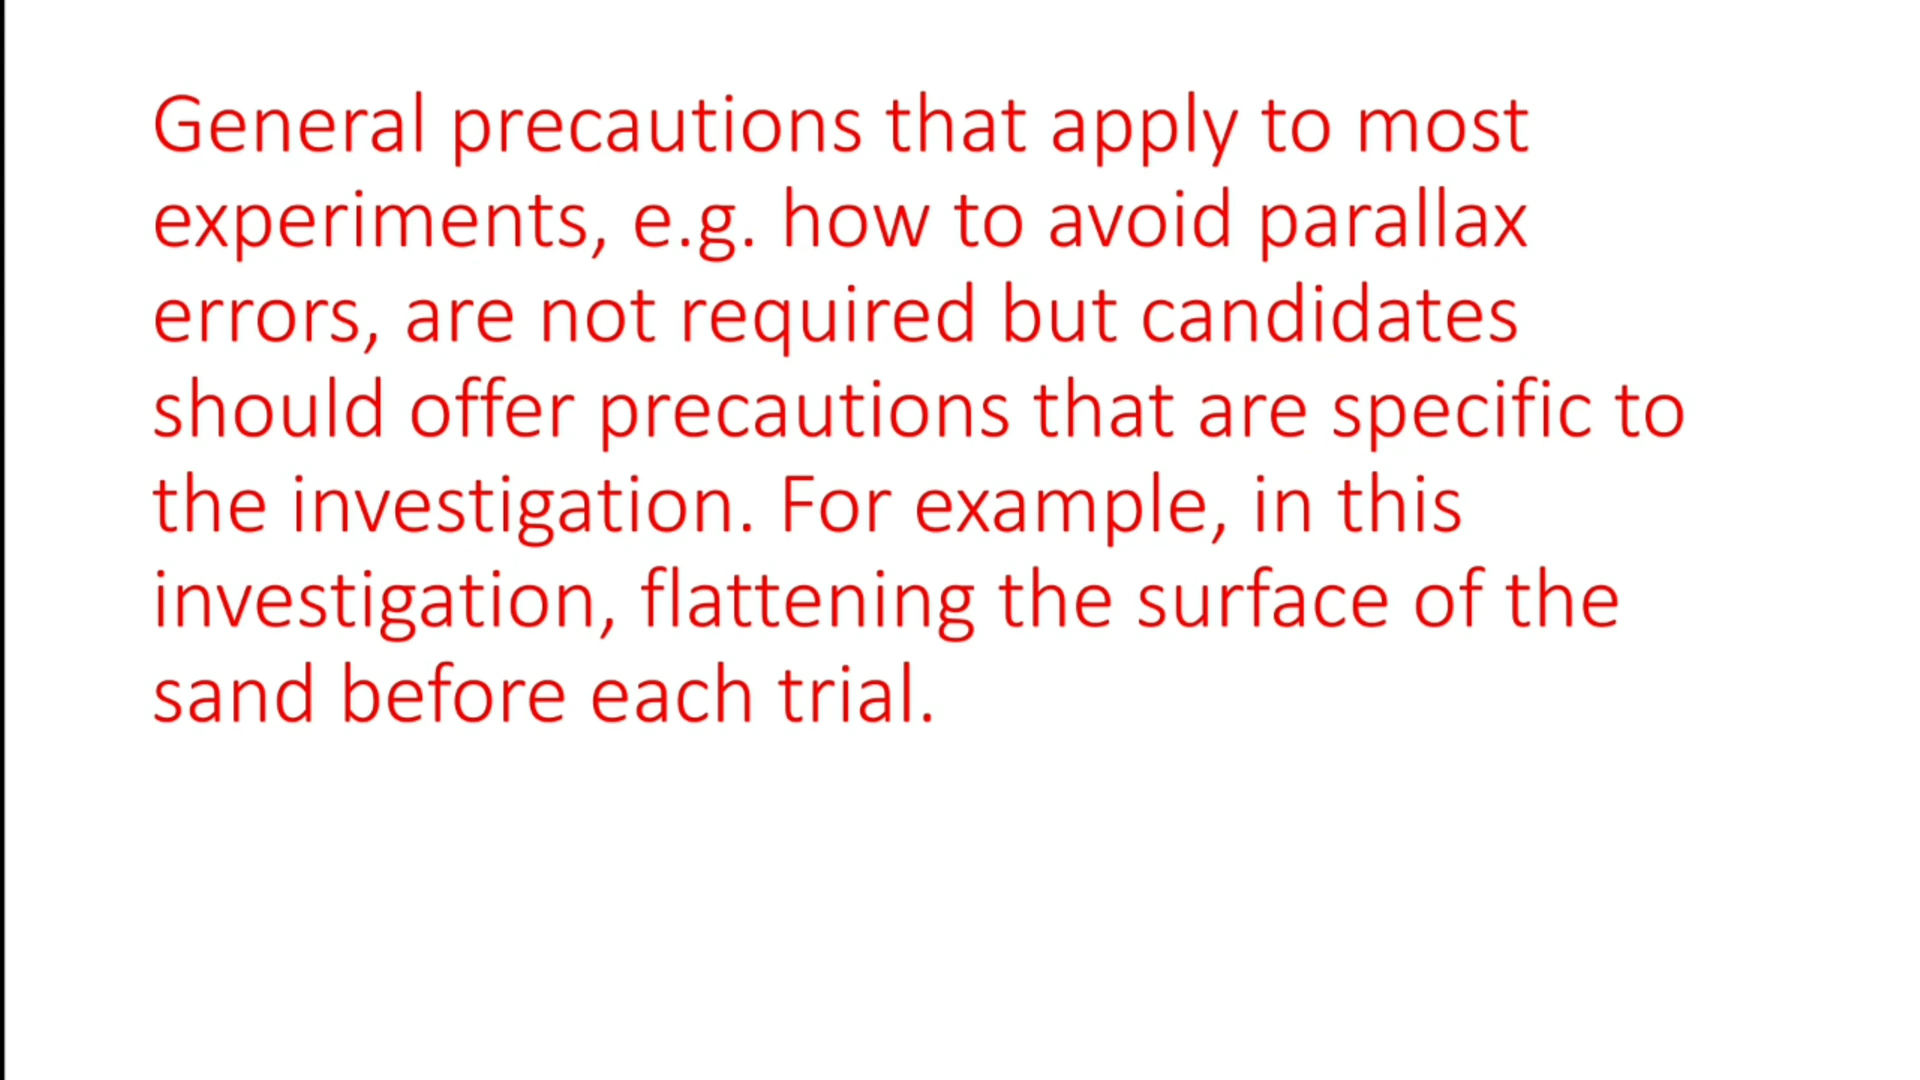 General precautions that apply to most
experiments, e.g. how to avoid parallax
errors, are not required but candidates
should offer precautions that are specific to
the investigation. For example, in this
investigation, flattening the surface of the
sand before each trial.